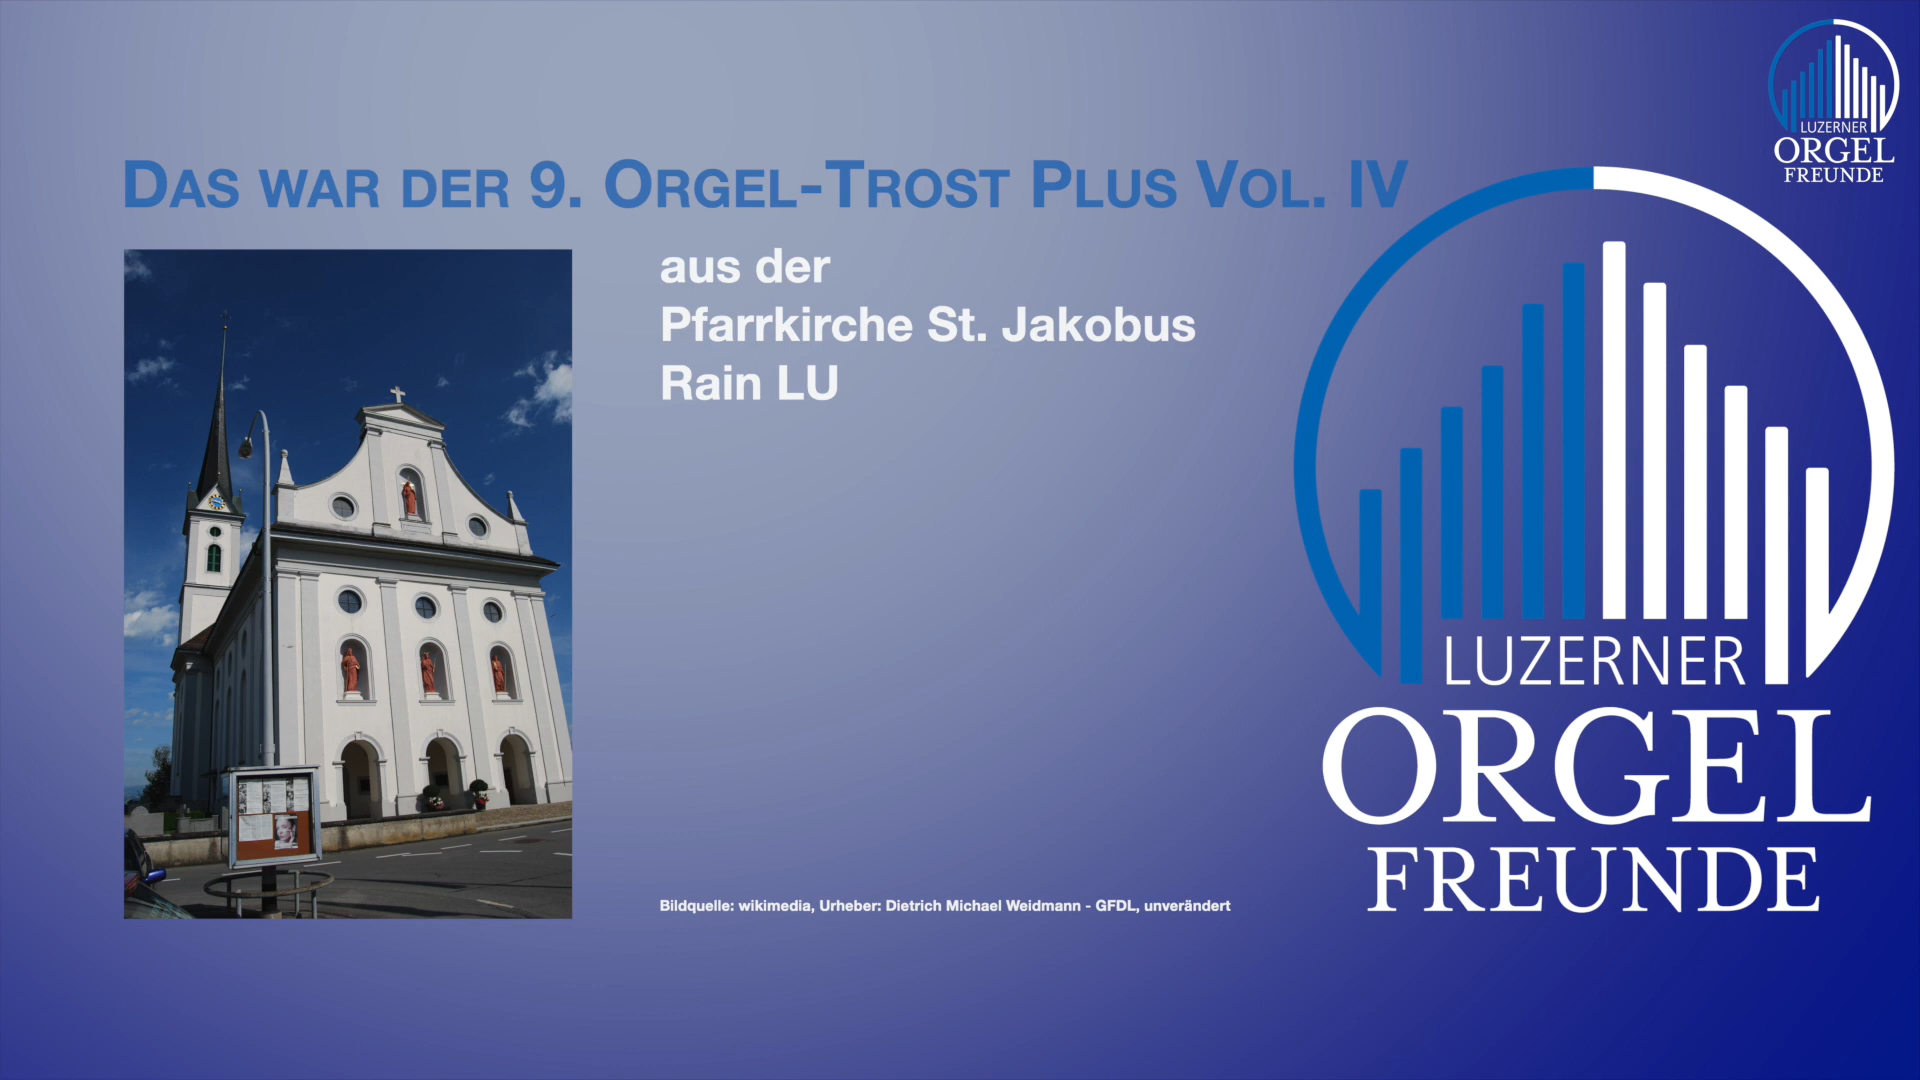 DAS WAR DER 9. ORGEL-TROST PLUS VOL. IV
aus der
Pfarrkirche St. Jakobus
Rain LU
Bildquelle: wikimedia, Urheber: Dietrich Michael Weidmann - GFDL, unverändert
LUZERNER
ORGEL
FREUNDE
LUZERNER
ORGEL
FREUNDE